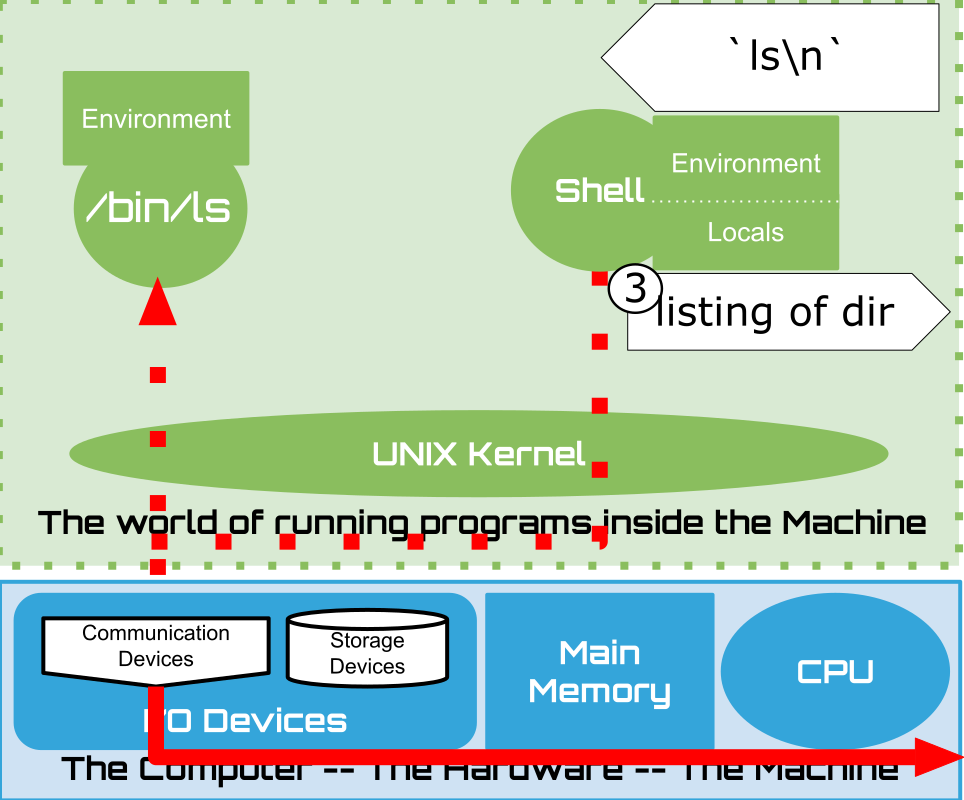 `ls\n`
Environment
/bin/ls
Shell
Environment
Locals
3
listing of dir
UNIX Kernel
The world of running programs inside the Machine
Communication
Devices
Storage
Devices
I/O Devices
Main
Memory
CPU
The Computer -- The Hardware -- The Machine